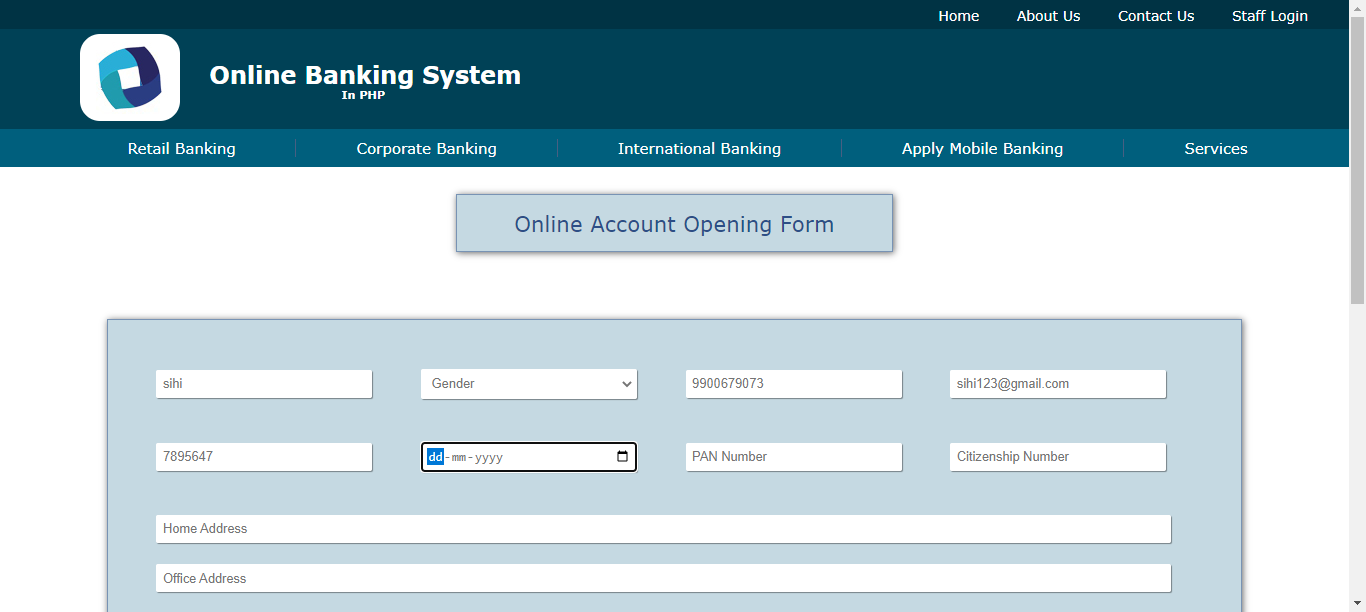 Home About Us Contact Us Staff Login
Online Banking System
In PHP
Retail Banking Corporate Banking International Banking Apply Mobile Banking Services
Online Account Opening Form
sihi Gender 9900679073 sihi123@gmail.com
7895647 dd-mm-yyyy PAN Number Citizenship Number
Home Address
Office Address